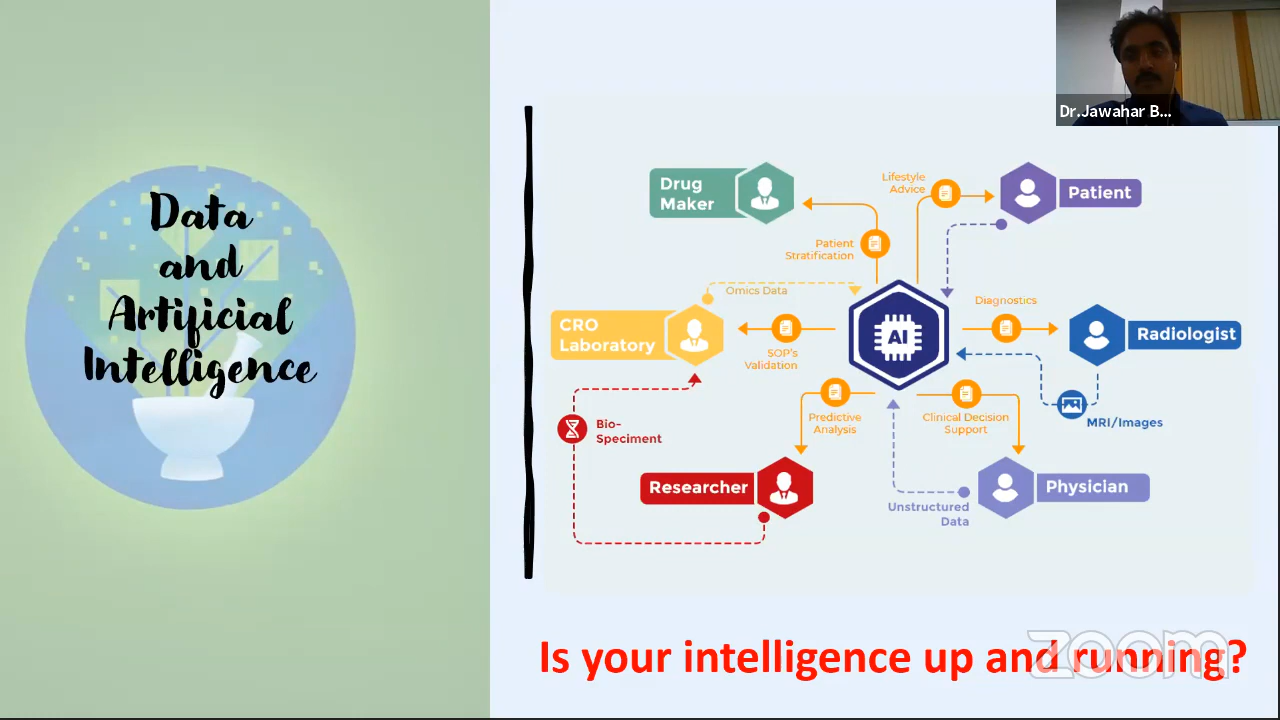 Data
and
Artificial
Intelligence
Dr.Jawahar B...
Drug
Maker
Lifestyle
Advice
Patient
Patient
Stratification
Omics Data
Diagnostics
CRO
Laboratory
SOP's
Validation
AI
Radiologist
MRI/Images
Bio-
Speciment
Predictive
Analysis
Clinical Decision
Support
Researcher
Physician
Unstructured
Data
Is your intelligence up and running?
zoom